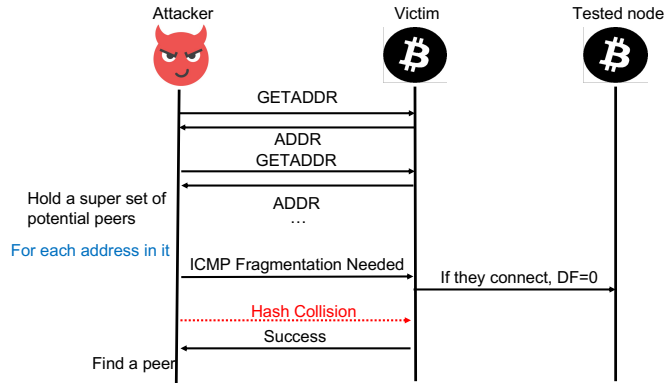 Attacker
Victim
Tested node
GETADDR
ADDR
GETADDR
ADDR
...
Hold a super set of
potential peers
For each address in it
ICMP Fragmentation Needed
If they connect, DF=0
Hash Collision
Success
Find a peer